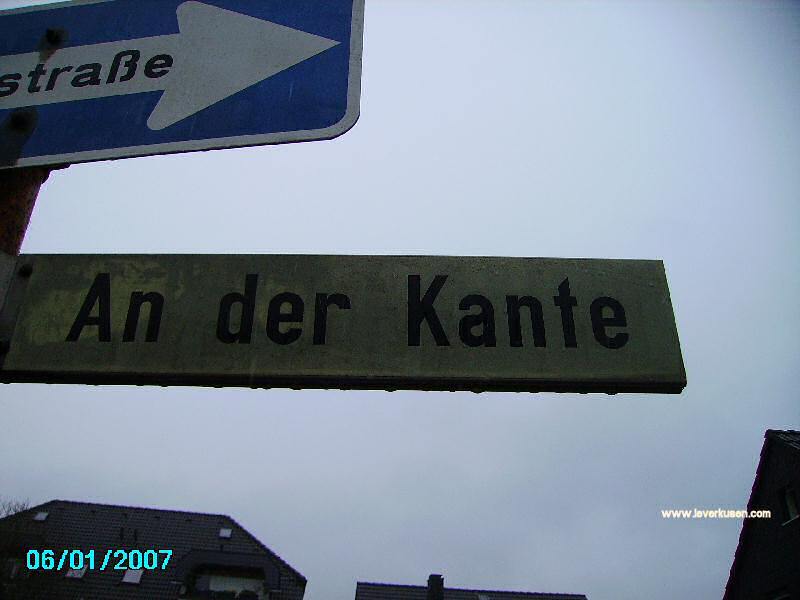 straße
An der Kante
www.leverkusen.com
06/01/2007